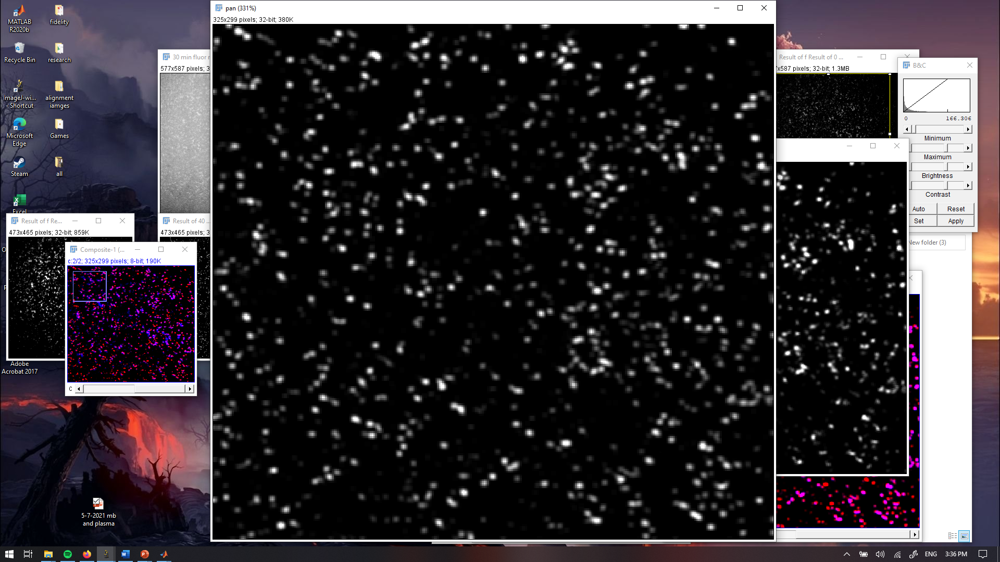 MATLAB
R2020b
fidelity
Recycle Bin
research
ImageJ-wi...
- Shortcut
alignment
iamges
Microsoft
Edge
Games
Steam
all
Excel
Adobe
Acrobat 2017
5-7-2021 mb
and plasma
30 min fluor r
577x587 pixels; 3
Result of f Re...
473x465 pixels; 32-bit; 859K
Result of 40 ...
473x465 pixels; 3
Composite-1 (...
c:2/2; 325x299 pixels; 8-bit; 190K
C
pan (331%)
325x299 pixels; 32-bit; 380K
Result of f Result of 0 ...
x587 pixels; 32-bit; 1.3MB
B&C
0
166.306
Minimum
Maximum
Brightness
Contrast
Auto
Reset
Set
Apply
New folder (3)
ENG
3:36 PM